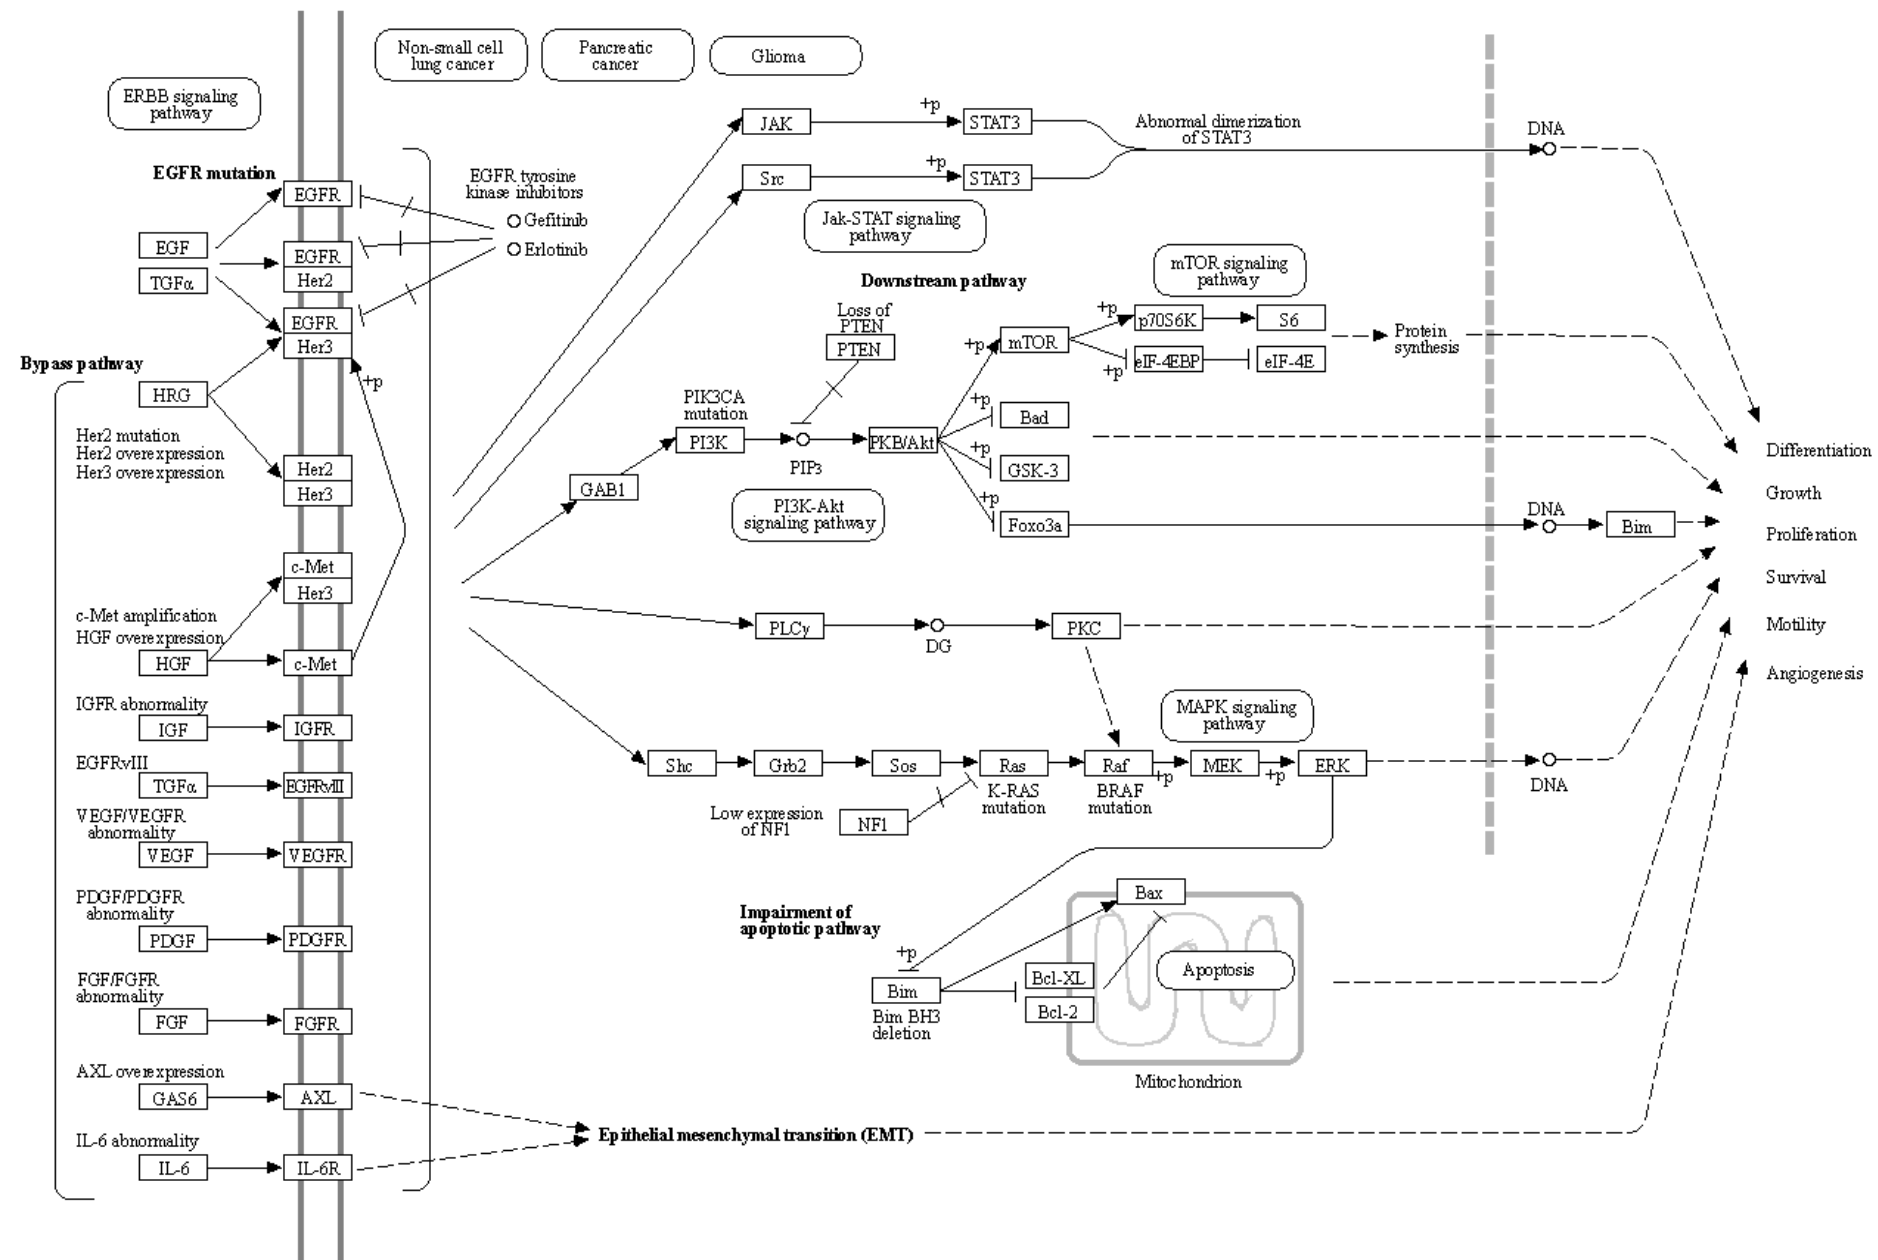 Non-small cell
lung cancer
Pancreatic
cancer
Glioma
ERBB signaling
pathway
EGFR mutation
EGFR
EGF
TGFα
EGFR
Her2
EGFR
Her3
EGFR tyrosine
kinase inhibitors
Gefitinib
Erlotinib
Bypass pathway
HRG
+p
Her2 mutation
Her2 overexpression
Her3 overexpression
Her2
Her3
c-Met
Her3
c-Met amplification
HGF overexpression
HGF
c-Met
IGFR abnormality
IGF
IGFR
EGFRvIII
TGFα
EGFRvIII
VEGF/VEGFR
abnormality
VEGF
VEGFR
PDGF/PDGFR
abnormality
PDGF
PDGFR
FGF/FGFR
abnormality
FGF
FGFR
AXL overexpression
GAS6
AXL
IL-6 abnormality
IL-6
IL-6R
JAK
+p
STAT3
Src
+p
STAT3
Abnormal dimerization
of STAT3
DNA
Jak-STAT signaling
pathway
Downstream pathway
mTOR signaling
pathway
Loss of
PTEN
PTEN
+p
mTOR
+p
p70S6K
S6
+p
eIF-4EBP
eIF-4E
Protein
synthesis
PIK3CA
mutation
PI3K
PIP3
PKB/Akt
+p
Bad
+p
GSK-3
+p
Foxo3a
DNA
Bim
GAB1
PI3K-Akt
signaling pathway
PLCγ
DG
PKC
MAPK signaling
pathway
Shc
Grb2
Sos
Ras
Raf
+p
MEK
+p
ERK
DNA
K-RAS
mutation
BRAF
mutation
Low expression
of NF1
NF1
Impairment of
apoptotic pathway
+p
Bim
Bim BH3
deletion
Bax
Bcl-XL
Bcl-2
Apoptosis
Mitochondrion
Epithelial mesenchymal transition (EMT)
Differentiation
Growth
Proliferation
Survival
Motility
Angiogenesis